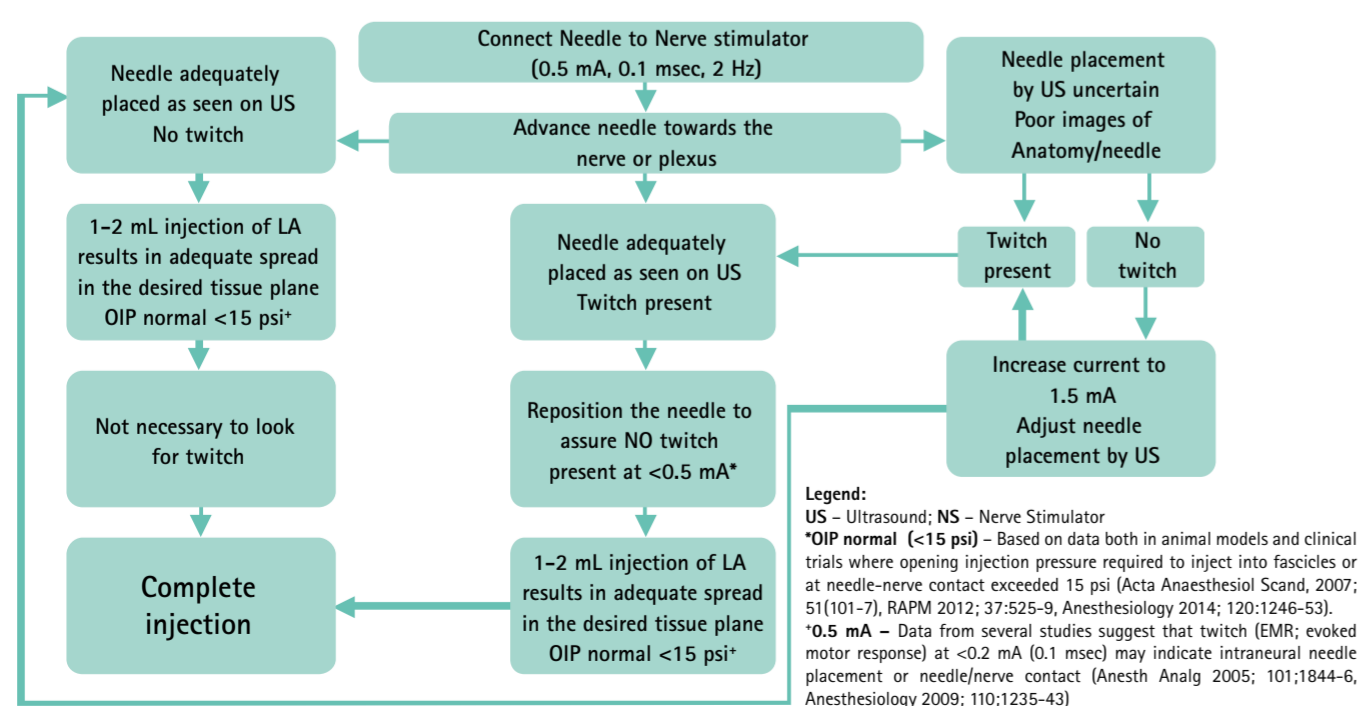 Connect Needle to Nerve stimulator
(0.5 mA, 0.1 msec, 2 Hz)
Advance needle towards the
nerve or plexus
Needle adequately
placed as seen on US
No twitch
1-2 mL injection of LA
results in adequate spread
in the desired tissue plane
OIP normal <15 psi⁺
Not necessary to look
for twitch
Complete
injection
Needle adequately
placed as seen on US
Twitch present
Reposition the needle to
assure NO twitch
present at <0.5 mA*
1-2 mL injection of LA
results in adequate spread
in the desired tissue plane
OIP normal <15 psi⁺
Needle placement
by US uncertain
Poor images of
Anatomy/needle
Twitch
present
No
twitch
Increase current to
1.5 mA
Adjust needle
placement by US
Legend:
US – Ultrasound; NS – Nerve Stimulator
*OIP normal (<15 psi) – Based on data both in animal models and clinical
trials where opening injection pressure required to inject into fascicles or
at needle-nerve contact exceeded 15 psi (Acta Anaesthesiol Scand, 2007;
51(101-7), RAPM 2012; 37:525-9, Anesthesiology 2014; 120:1246-53).
⁺0.5 mA – Data from several studies suggest that twitch (EMR; evoked
motor response) at <0.2 mA (0.1 msec) may indicate intraneural needle
placement or needle/nerve contact (Anesth Analg 2005; 101;1844-6,
Anesthesiology 2009; 110;1235-43)